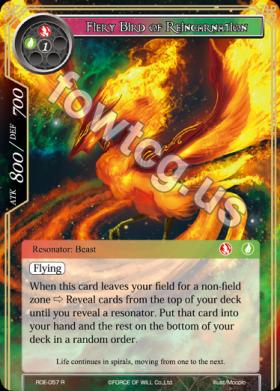 Fiery Bird of Reincarnation
1
ATK 800/DEF 700
fowtcg.us
Resonator: Beast
Flying
When this card leaves your field for a non-field
zone ⇨ Reveal cards from the top of your deck
until you reveal a resonator. Put that card into
your hand and the rest on the bottom of your
deck in a random order.
Life continues in spirals, moving from one to the next.
RDE-057 R
©FORCE OF WILL Co.,Ltd.